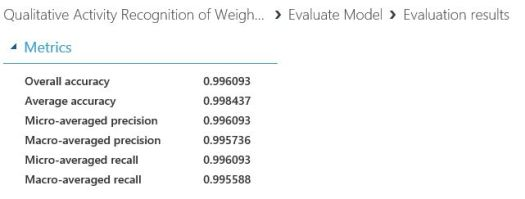 Qualitative Activity Recognition of Weigh... > Evaluate Model > Evaluation results
Metrics
Overall accuracy 0.996093
Average accuracy 0.998437
Micro-averaged precision 0.996093
Macro-averaged precision 0.995736
Micro-averaged recall 0.996093
Macro-averaged recall 0.995588